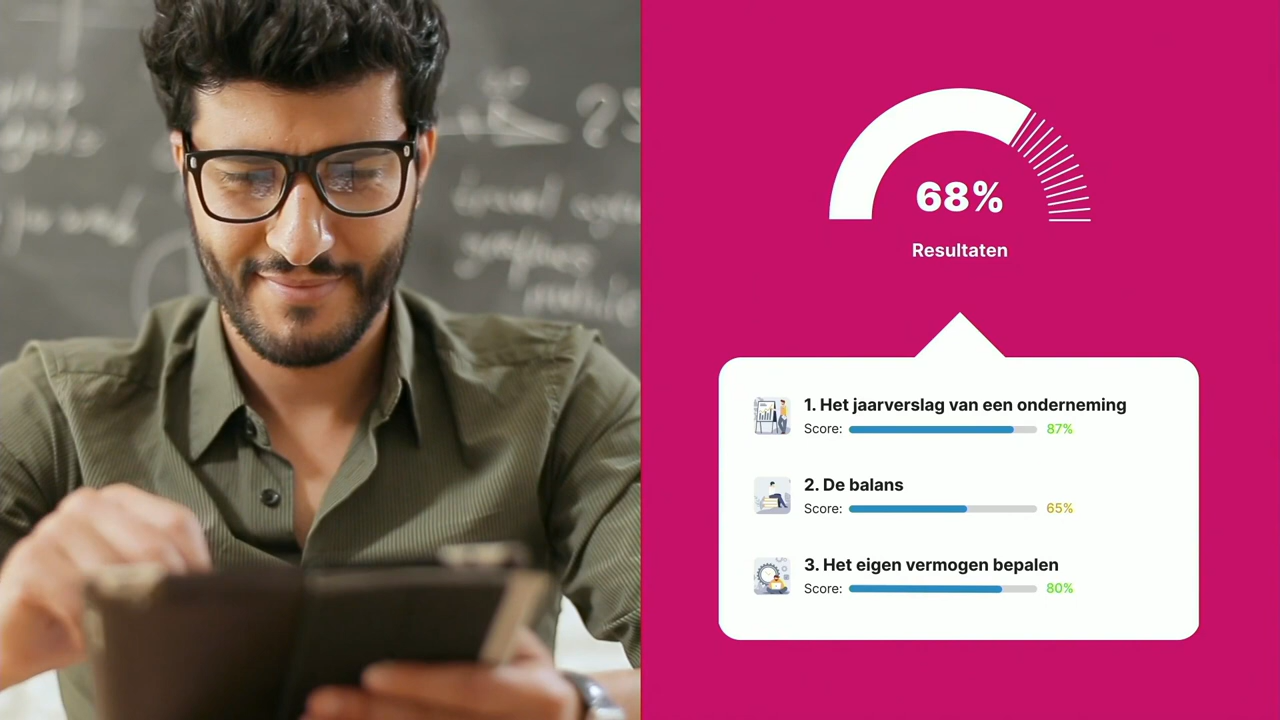 68%
Resultaten
1. Het jaarverslag van een onderneming
Score: 87%
2. De balans
Score: 65%
3. Het eigen vermogen bepalen
Score: 80%